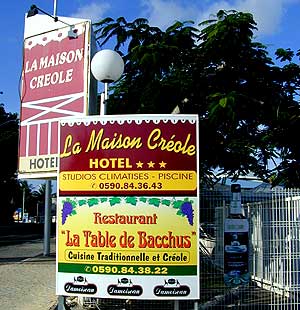 LA MAISON
CREOLE
HOTEL
La Maison Créole
HOTEL ★★★
STUDIOS CLIMATISES - PISCINE
✆ 0590.84.36.43
Restaurant
"La Table de Bacchus"
Cuisine Traditionnelle et Créole
✆ 0590.84.38.22
Damoiseau Damoiseau Damoiseau